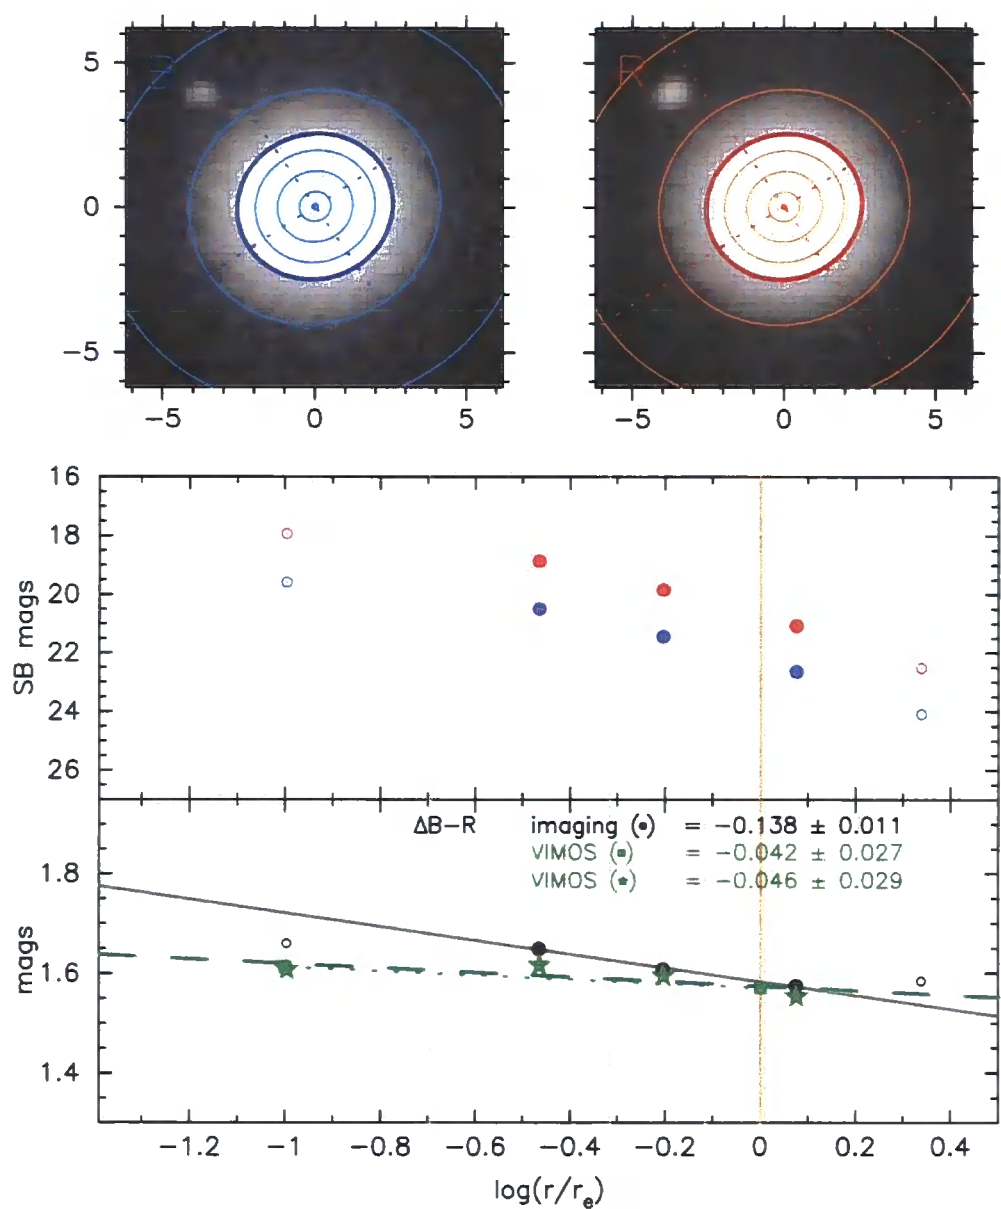 B
R
5
0
−5
−5 0 5
−5 0 5
16
18
20
22
24
26
SB mags
ΔB−R imaging (●) = −0.138 ± 0.011
VIMOS (■) = −0.042 ± 0.027
VIMOS (★) = −0.046 ± 0.029
1.8
1.6
1.4
mags
−1.2 −1 −0.8 −0.6 −0.4 −0.2 0 0.2 0.4
log(r/rₑ)